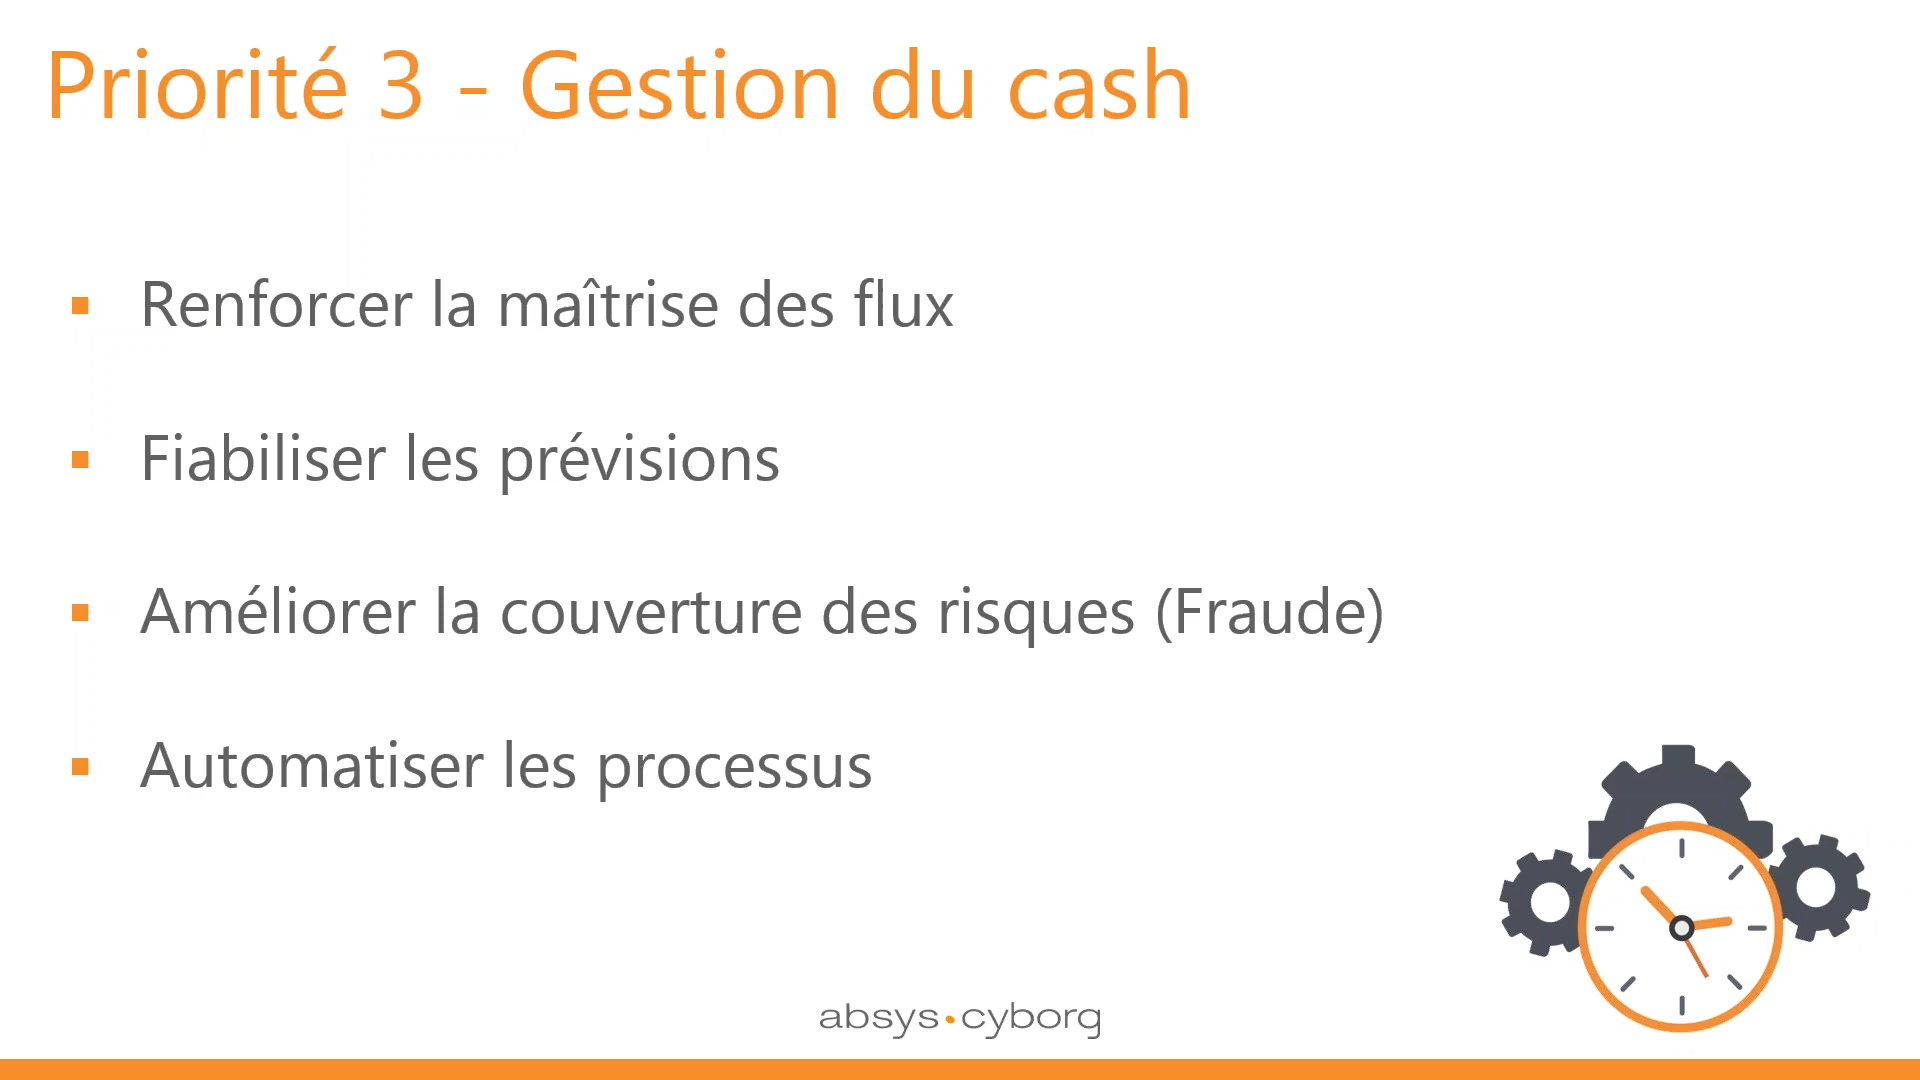 Priorité 3 - Gestion du cash
▪ Renforcer la maîtrise des flux
▪ Fiabiliser les prévisions
▪ Améliorer la couverture des risques (Fraude)
▪ Automatiser les processus
absys•cyborg